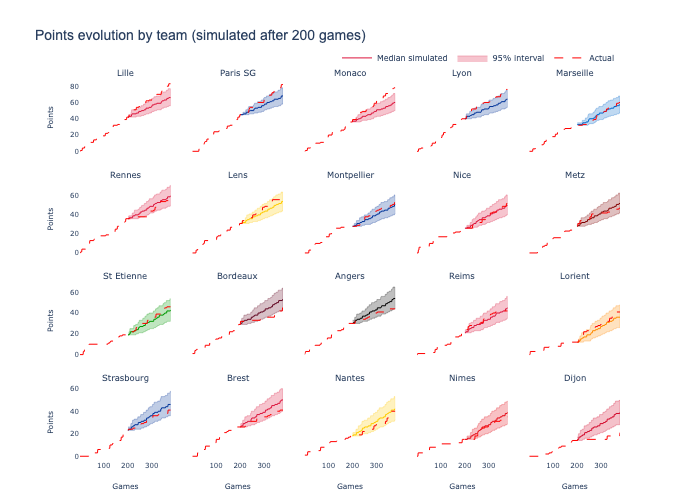 Points evolution by team (simulated after 200 games)
Median simulated 95% interval Actual
Lille Paris SG Monaco Lyon Marseille
80
60
40
20
0
Points
Rennes Lens Montpellier Nice Metz
60
40
20
0
Points
St Etienne Bordeaux Angers Reims Lorient
60
40
20
0
Points
Strasbourg Brest Nantes Nimes Dijon
60
40
20
0
Points
100 200 300 100 200 300 100 200 300 100 200 300 100 200 300
Games Games Games Games Games